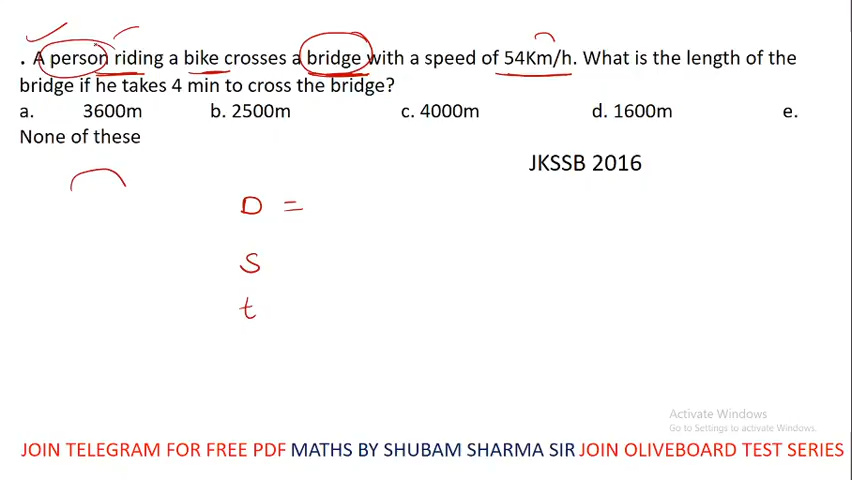 . A person riding a bike crosses a bridge with a speed of 54Km/h. What is the length of the
bridge if he takes 4 min to cross the bridge?
a. 3600m b. 2500m c. 4000m d. 1600m e.
None of these
JKSSB 2016
D =
S
t
Activate Windows
Go to Settings to activate Windows.
JOIN TELEGRAM FOR FREE PDF MATHS BY SHUBAM SHARMA SIR JOIN OLIVEBOARD TEST SERIES